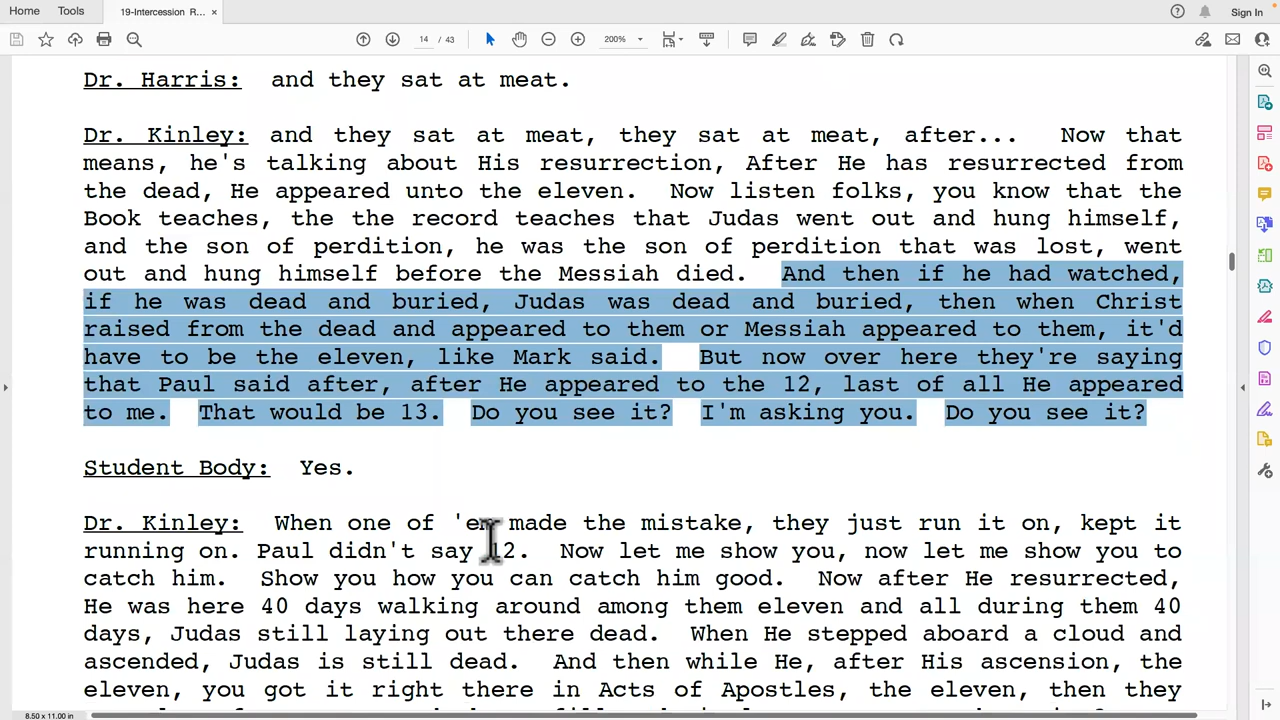 Home Tools 19-Intercession R... × Sign In
14 / 43 200%
Dr. Harris: and they sat at meat.
Dr. Kinley: and they sat at meat, they sat at meat, after... Now that
means, he's talking about His resurrection, After He has resurrected from
the dead, He appeared unto the eleven. Now listen folks, you know that the
Book teaches, the the record teaches that Judas went out and hung himself,
and the son of perdition, he was the son of perdition that was lost, went
out and hung himself before the Messiah died. And then if he had watched,
if he was dead and buried, Judas was dead and buried, then when Christ
raised from the dead and appeared to them or Messiah appeared to them, it'd
have to be the eleven, like Mark said. But now over here they're saying
that Paul said after, after He appeared to the 12, last of all He appeared
to me. That would be 13. Do you see it? I'm asking you. Do you see it?
Student Body: Yes.
Dr. Kinley: When one of 'em made the mistake, they just run it on, kept it
running on. Paul didn't say 12. Now let me show you, now let me show you to
catch him. Show you how you can catch him good. Now after He resurrected,
He was here 40 days walking around among them eleven and all during them 40
days, Judas still laying out there dead. When He stepped aboard a cloud and
ascended, Judas is still dead. And then while He, after His ascension, the
eleven, you got it right there in Acts of Apostles, the eleven, then they
8.50 x 11.00 in